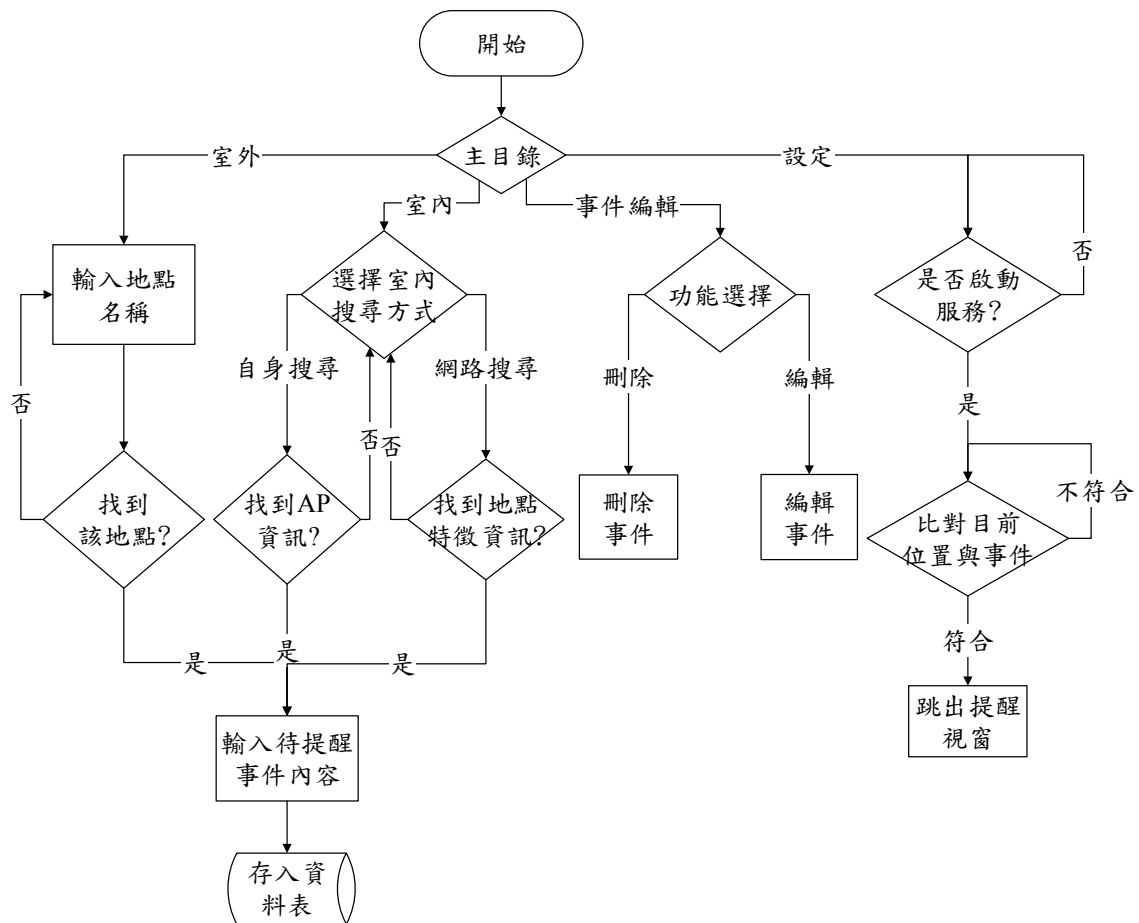 開始
主目錄
室外
設定
室內
事件編輯
輸入地點
名稱
選擇室內
搜尋方式
功能選擇
是否啟動
服務?
否
自身搜尋
網路搜尋
刪除
編輯
否
是
否
否
找到
該地點?
找到AP
資訊?
找到地點
特徵資訊?
刪除
事件
編輯
事件
不符合
比對目前
位置與事件
是
是
是
符合
輸入待提醒
事件內容
跳出提醒
視窗
存入資
料表